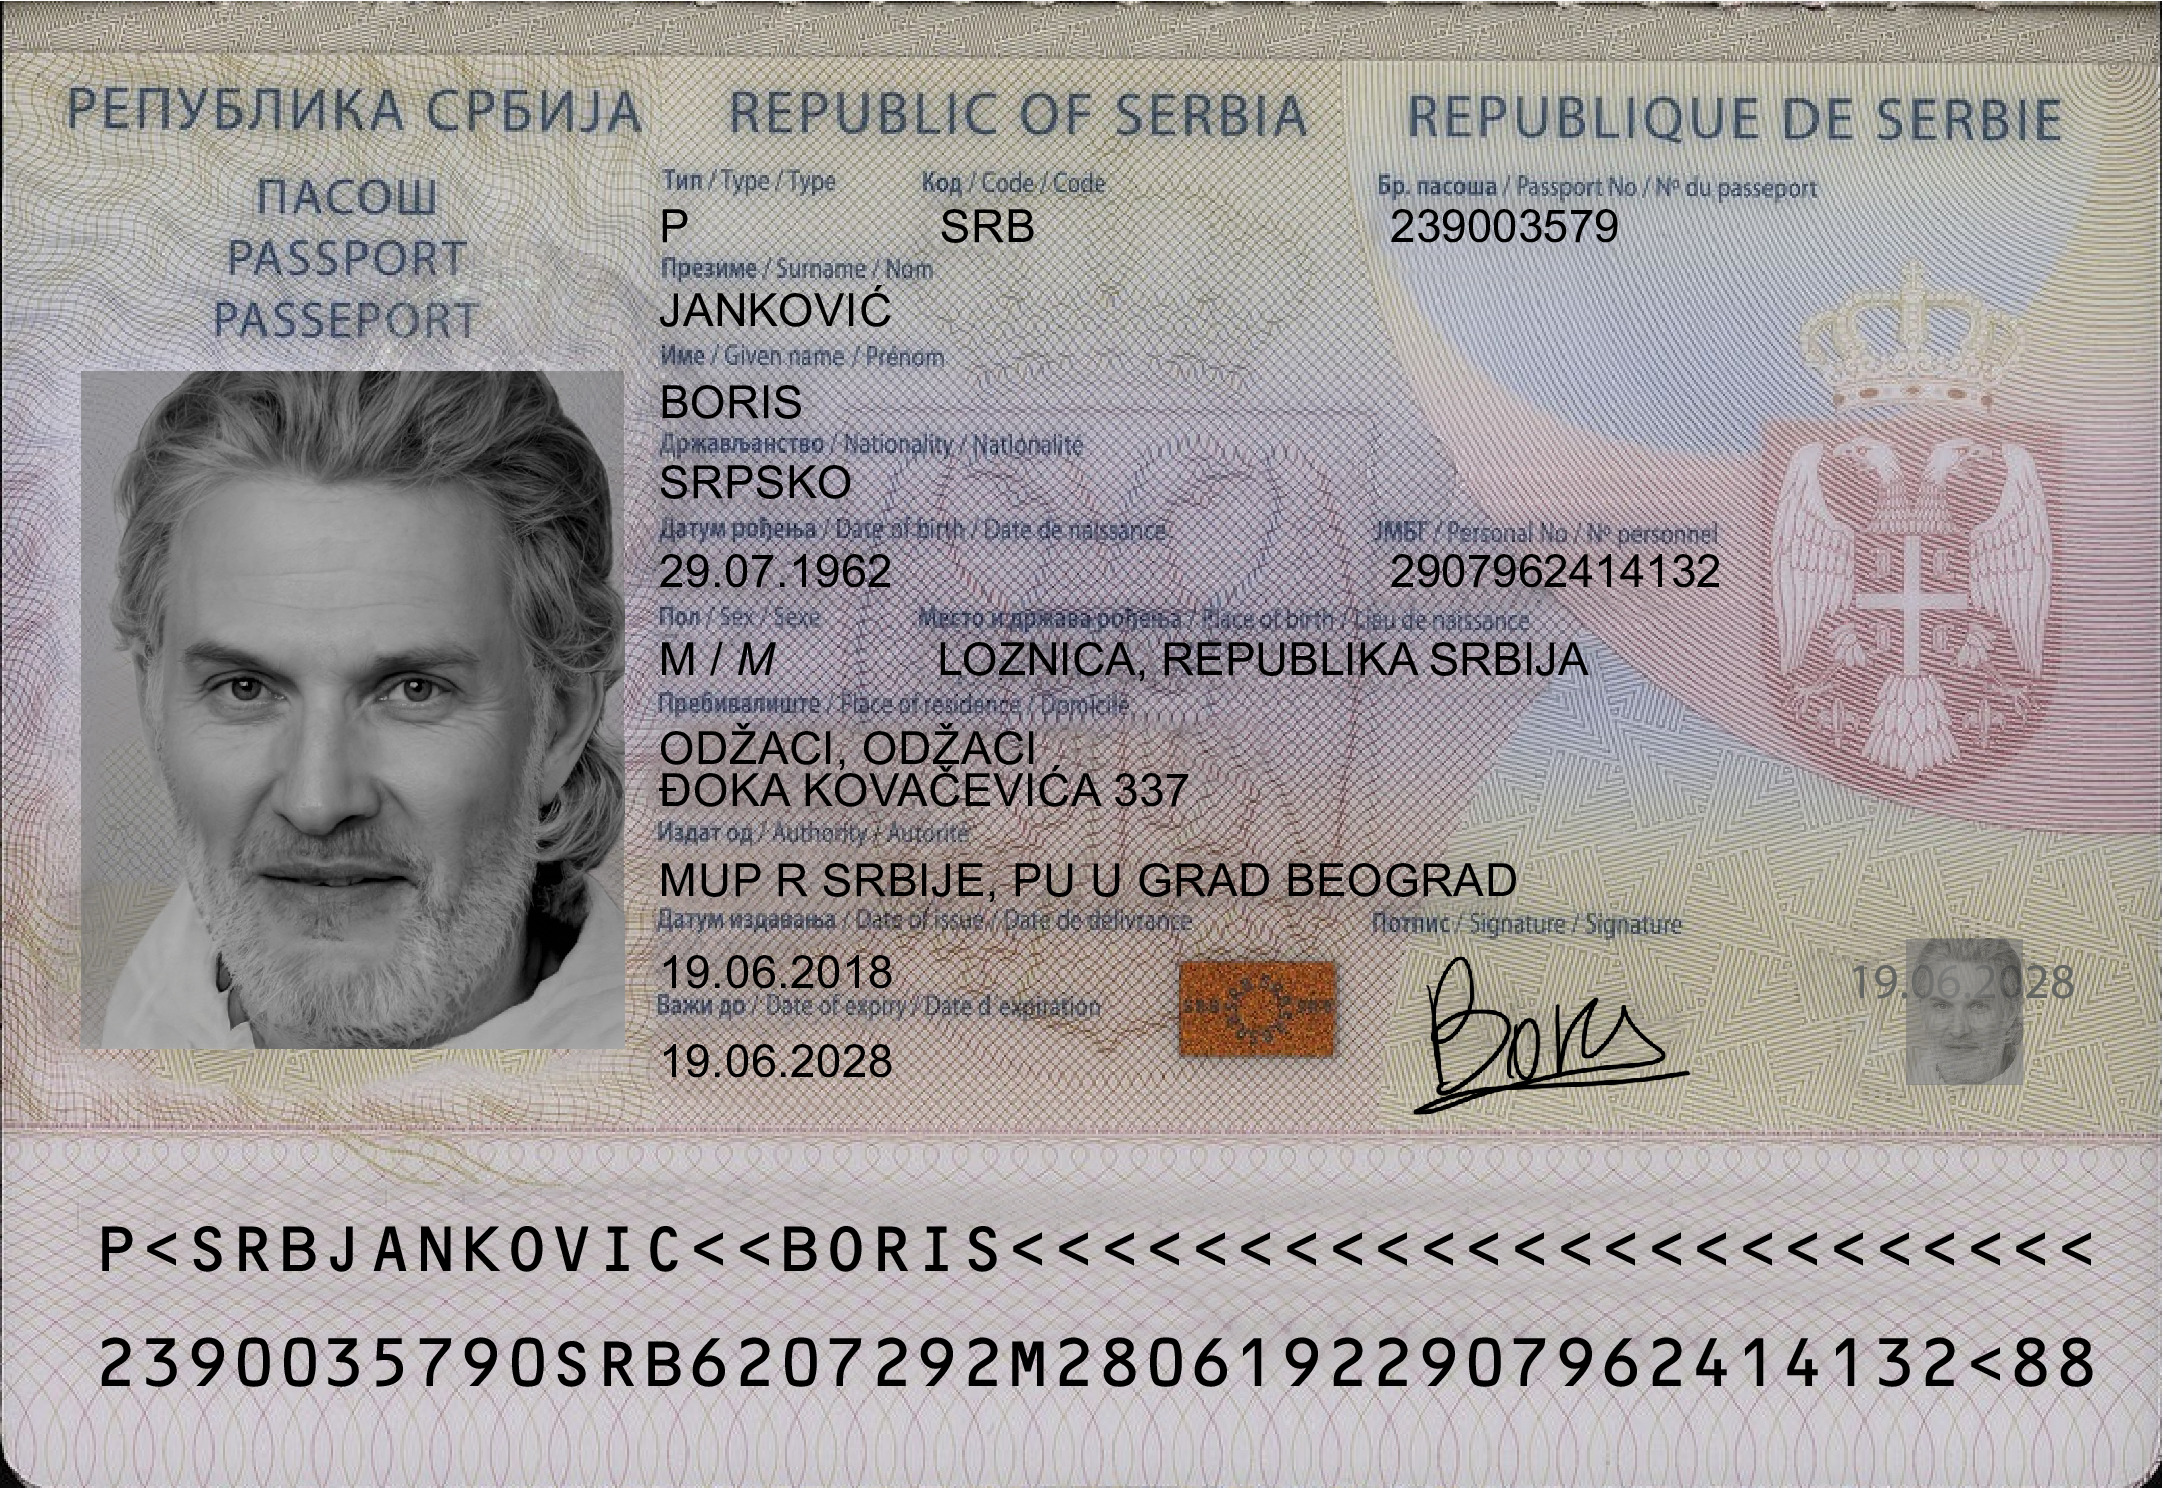 РЕПУБЛИКА СРБИЈА REPUBLIC OF SERBIA REPUBLIQUE DE SERBIE
ПАСОШ
PASSPORT
PASSEPORT
Тип / Type / Type Код / Code / Code Бр. пасоша / Passport No / Nº du passeport
P SRB 239003579
Презиме / Surname / Nom
JANKOVIĆ
Име / Given name / Prénom
BORIS
Држављанство / Nationality / Nationalité
SRPSKO
Датум рођења / Date of birth / Date de naissance ЈМБГ / Personal No / Nº personnel
29.07.1962 2907962414132
Пол / Sex / Sexe Место и држава рођења / Place of birth / Lieu de naissance
M / M LOZNICA, REPUBLIKA SRBIJA
Пребивалиште / Place of residence / Domicile
ODŽACI, ODŽACI
ĐOKA KOVAČEVIĆA 337
Издат од / Authority / Autorité
MUP R SRBIJE, PU U GRAD BEOGRAD
Датум издавања / Date of issue / Date de délivrance Потпис / Signature / Signature
19.06.2018
Boris
19.06.2028
Важи до / Date of expiry / Date d expiration
19.06.2028
P<SRBJANKOVIC<<BORIS<<<<<<<<<<<<<<<<<<<<<<<<
2390035790SRB6207292M28061922907962414132<88